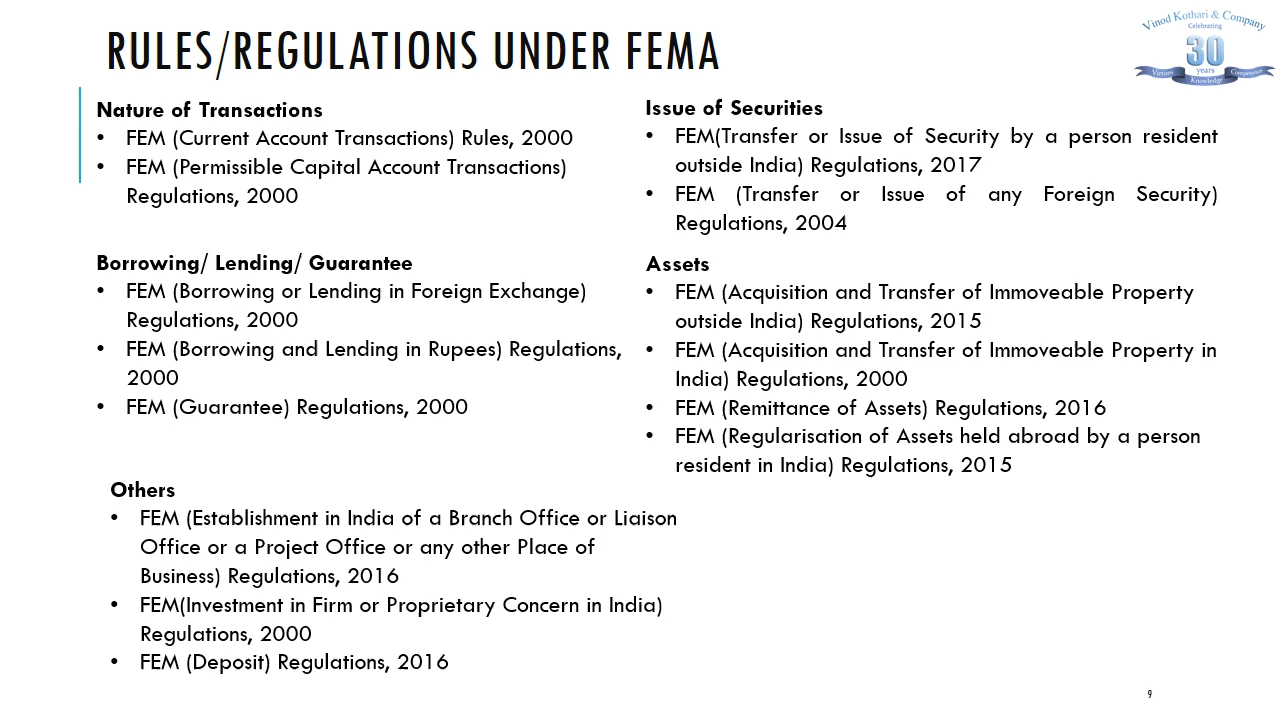 RULES/REGULATIONS UNDER FEMA
Vinod Kothari & Company
Celebrating
30
years
Virtues
Knowledge
Competence
Nature of Transactions
• FEM (Current Account Transactions) Rules, 2000
• FEM (Permissible Capital Account Transactions)
Regulations, 2000
Borrowing/ Lending/ Guarantee
• FEM (Borrowing or Lending in Foreign Exchange)
Regulations, 2000
• FEM (Borrowing and Lending in Rupees) Regulations,
2000
• FEM (Guarantee) Regulations, 2000
Issue of Securities
• FEM(Transfer or Issue of Security by a person resident
outside India) Regulations, 2017
• FEM (Transfer or Issue of any Foreign Security)
Regulations, 2004
Assets
• FEM (Acquisition and Transfer of Immoveable Property
outside India) Regulations, 2015
• FEM (Acquisition and Transfer of Immoveable Property in
India) Regulations, 2000
• FEM (Remittance of Assets) Regulations, 2016
• FEM (Regularisation of Assets held abroad by a person
resident in India) Regulations, 2015
Others
• FEM (Establishment in India of a Branch Office or Liaison
Office or a Project Office or any other Place of
Business) Regulations, 2016
• FEM(Investment in Firm or Proprietary Concern in India)
Regulations, 2000
• FEM (Deposit) Regulations, 2016
9